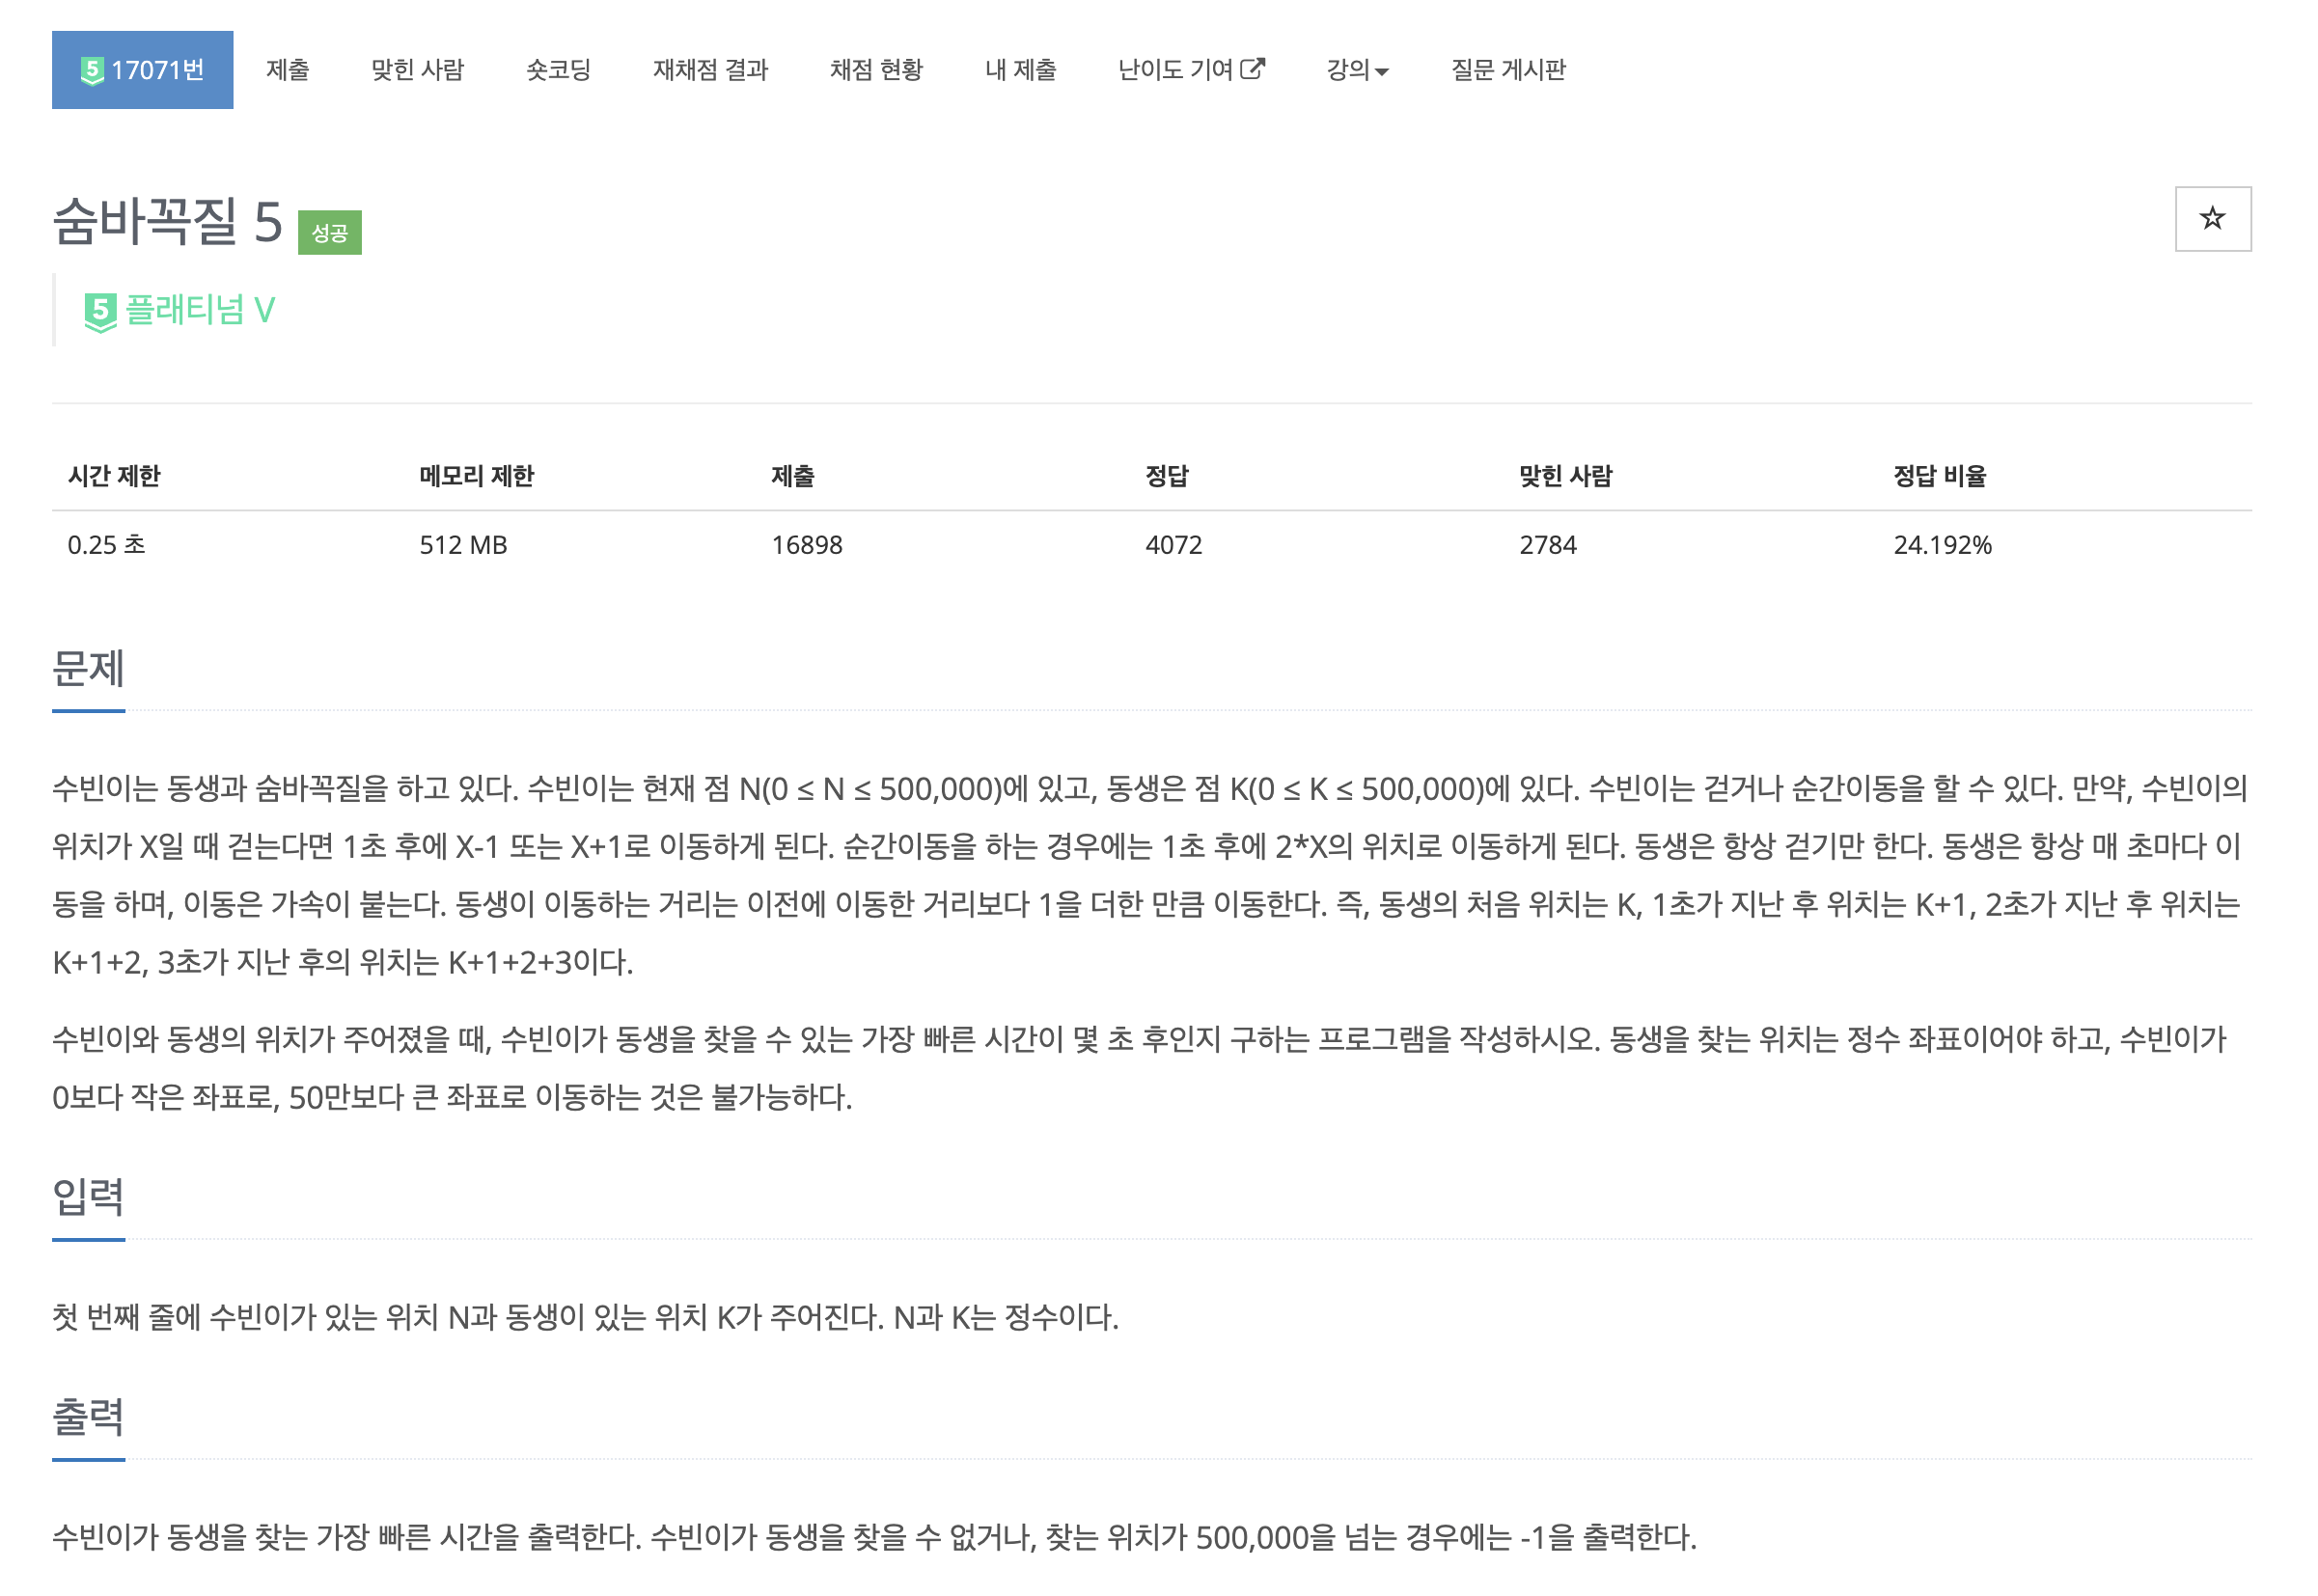 5 17071번 제출 맞힌 사람 숏코딩 재채점 결과 채점 현황 내 제출 난이도 기여 강의 질문 게시판
숨바꼭질 5 성공
5 플래티넘 V
시간 제한 메모리 제한 제출 정답 맞힌 사람 정답 비율
0.25 초 512 MB 16898 4072 2784 24.192%
문제
수빈이는 동생과 숨바꼭질을 하고 있다. 수빈이는 현재 점 N(0 ≤ N ≤ 500,000)에 있고, 동생은 점 K(0 ≤ K ≤ 500,000)에 있다. 수빈이는 걷거나 순간이동을 할 수 있다. 만약, 수빈이의
위치가 X일 때 걷는다면 1초 후에 X-1 또는 X+1로 이동하게 된다. 순간이동을 하는 경우에는 1초 후에 2*X의 위치로 이동하게 된다. 동생은 항상 걷기만 한다. 동생은 항상 매 초마다 이
동을 하며, 이동은 가속이 붙는다. 동생이 이동하는 거리는 이전에 이동한 거리보다 1을 더한 만큼 이동한다. 즉, 동생의 처음 위치는 K, 1초가 지난 후 위치는 K+1, 2초가 지난 후 위치는
K+1+2, 3초가 지난 후의 위치는 K+1+2+3이다.
수빈이와 동생의 위치가 주어졌을 때, 수빈이가 동생을 찾을 수 있는 가장 빠른 시간이 몇 초 후인지 구하는 프로그램을 작성하시오. 동생을 찾는 위치는 정수 좌표이어야 하고, 수빈이가
0보다 작은 좌표로, 50만보다 큰 좌표로 이동하는 것은 불가능하다.
입력
첫 번째 줄에 수빈이가 있는 위치 N과 동생이 있는 위치 K가 주어진다. N과 K는 정수이다.
출력
수빈이가 동생을 찾는 가장 빠른 시간을 출력한다. 수빈이가 동생을 찾을 수 없거나, 찾는 위치가 500,000을 넘는 경우에는 -1을 출력한다.